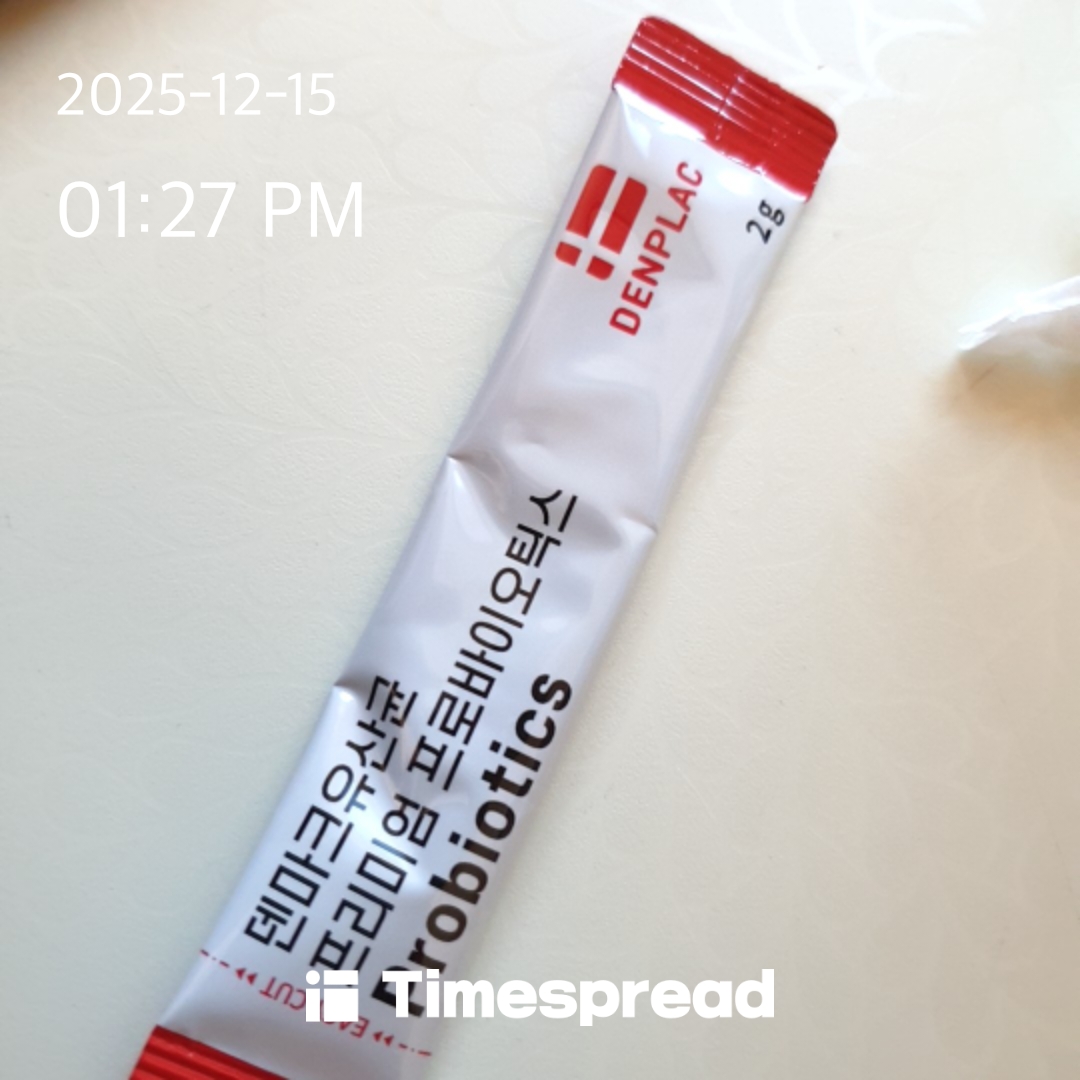 2025-12-15
01:27 PM
DENPLAC
2g
덴마크유산균
프리미엄 프로바이오틱스
Probiotics
EASY CUT
Timespread